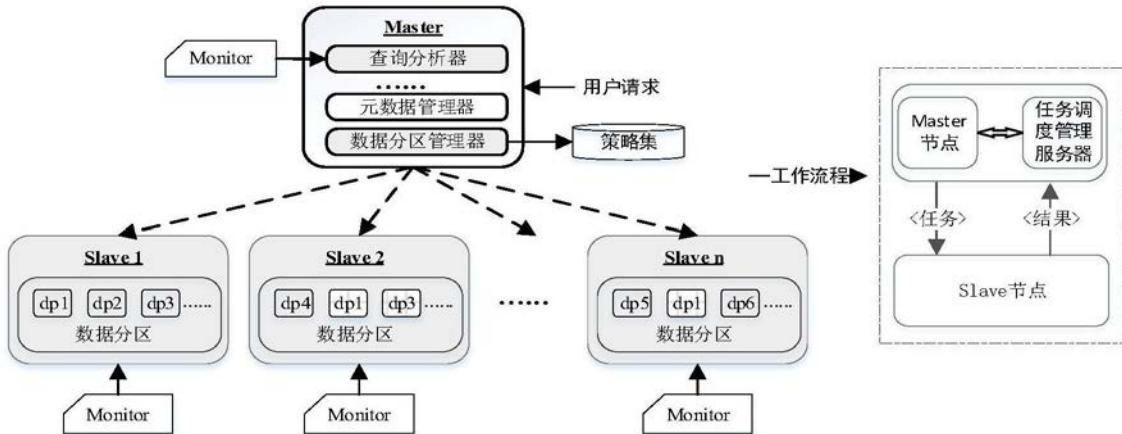 Master
Monitor
查询分析器
……
用户请求
元数据管理器
数据分区管理器
策略集
工作流程
Master
节点
任务调
度管理
服务器
<任务>
<结果>
Slave节点
Slave 1
dp1 dp2 dp3 ……
数据分区
Monitor
Slave 2
dp4 dp1 dp3 ……
数据分区
Monitor
……
Slave n
dp5 dp1 dp6 ……
数据分区
Monitor